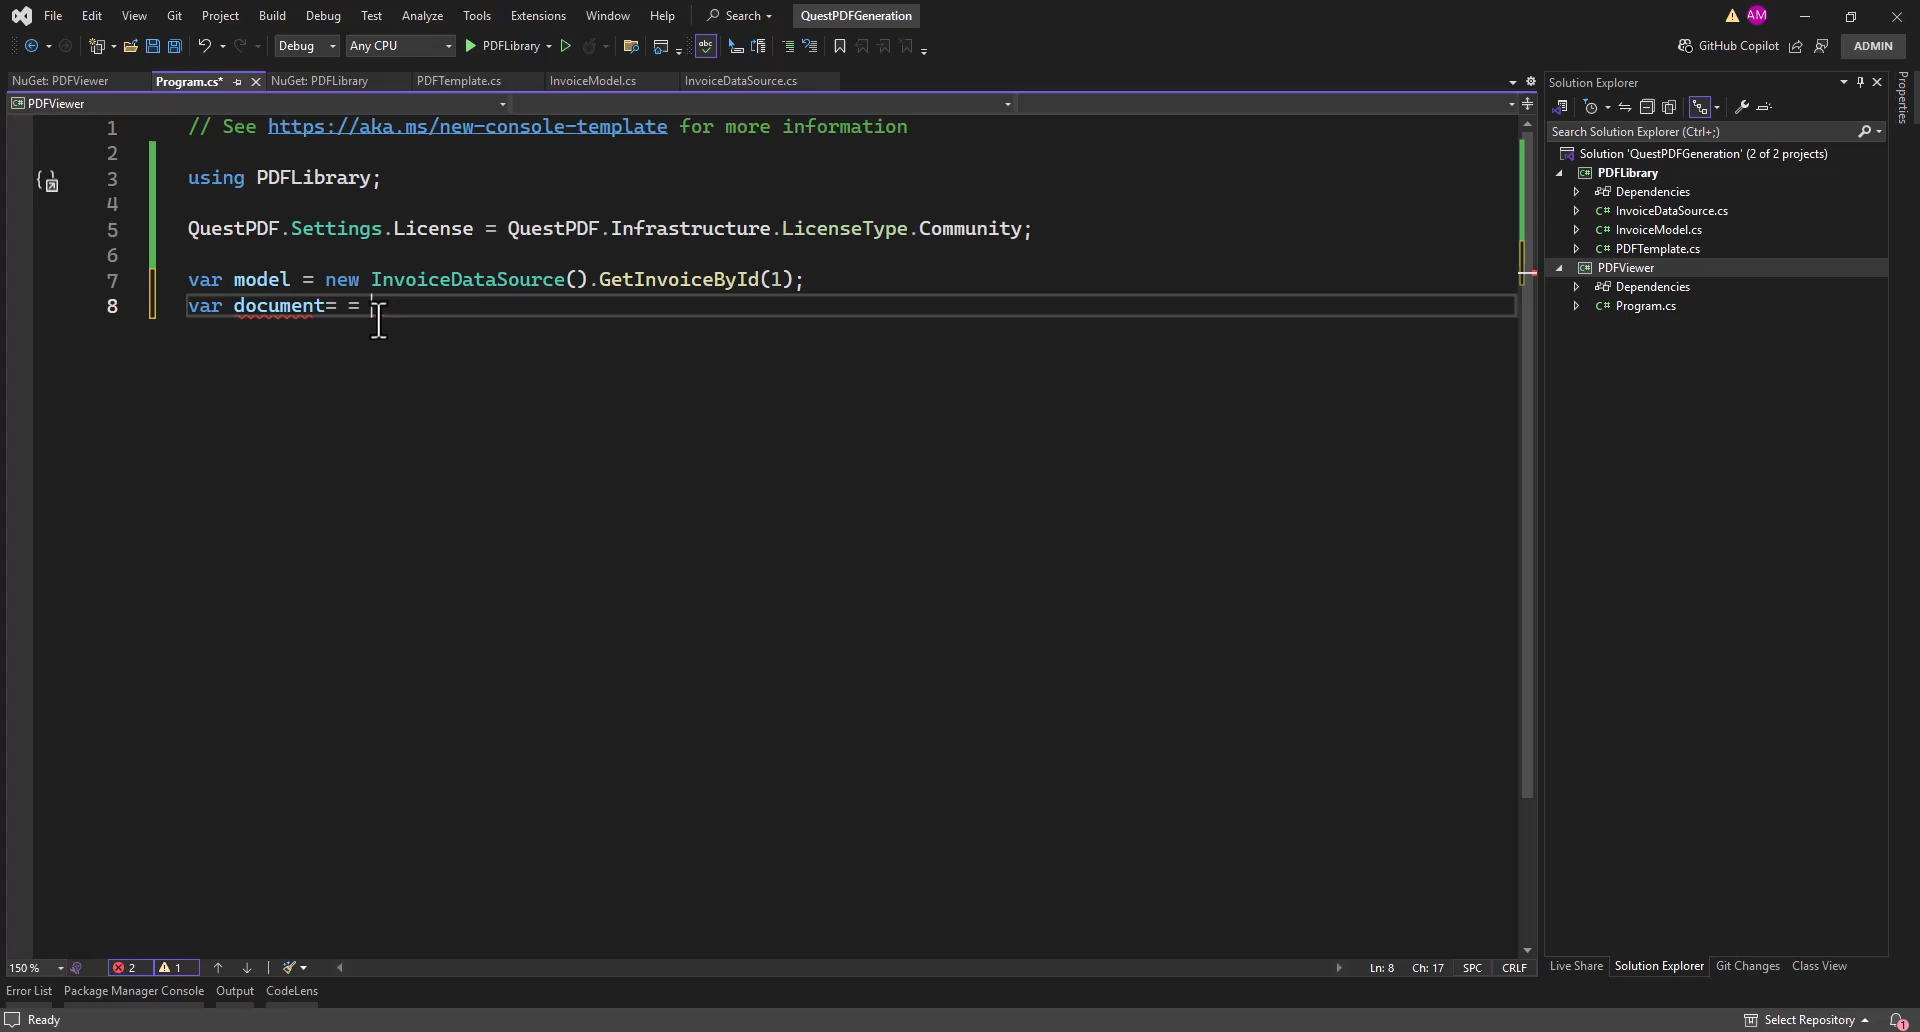 File Edit View Git Project Build Debug Test Analyze Tools Extensions Window Help Search QuestPDFGeneration AM
Debug Any CPU PDFLibrary GitHub Copilot ADMIN
NuGet: PDFViewer Program.cs* NuGet: PDFLibrary PDFTemplate.cs InvoiceModel.cs InvoiceDataSource.cs
C# PDFViewer
1 // See https://aka.ms/new-console-template for more information
2
3 using PDFLibrary;
4
5 QuestPDF.Settings.License = QuestPDF.Infrastructure.LicenseType.Community;
6
7 var model = new InvoiceDataSource().GetInvoiceById(1);
8 var document= =
Solution Explorer
Search Solution Explorer (Ctrl+;)
Solution 'QuestPDFGeneration' (2 of 2 projects)
C# PDFLibrary
Dependencies
C# InvoiceDataSource.cs
C# InvoiceModel.cs
C# PDFTemplate.cs
C# PDFViewer
Dependencies
C# Program.cs
Properties
150 % 2 1 Ln: 8 Ch: 17 SPC CRLF
Live Share Solution Explorer Git Changes Class View
Error List Package Manager Console Output CodeLens
Ready Select Repository 1